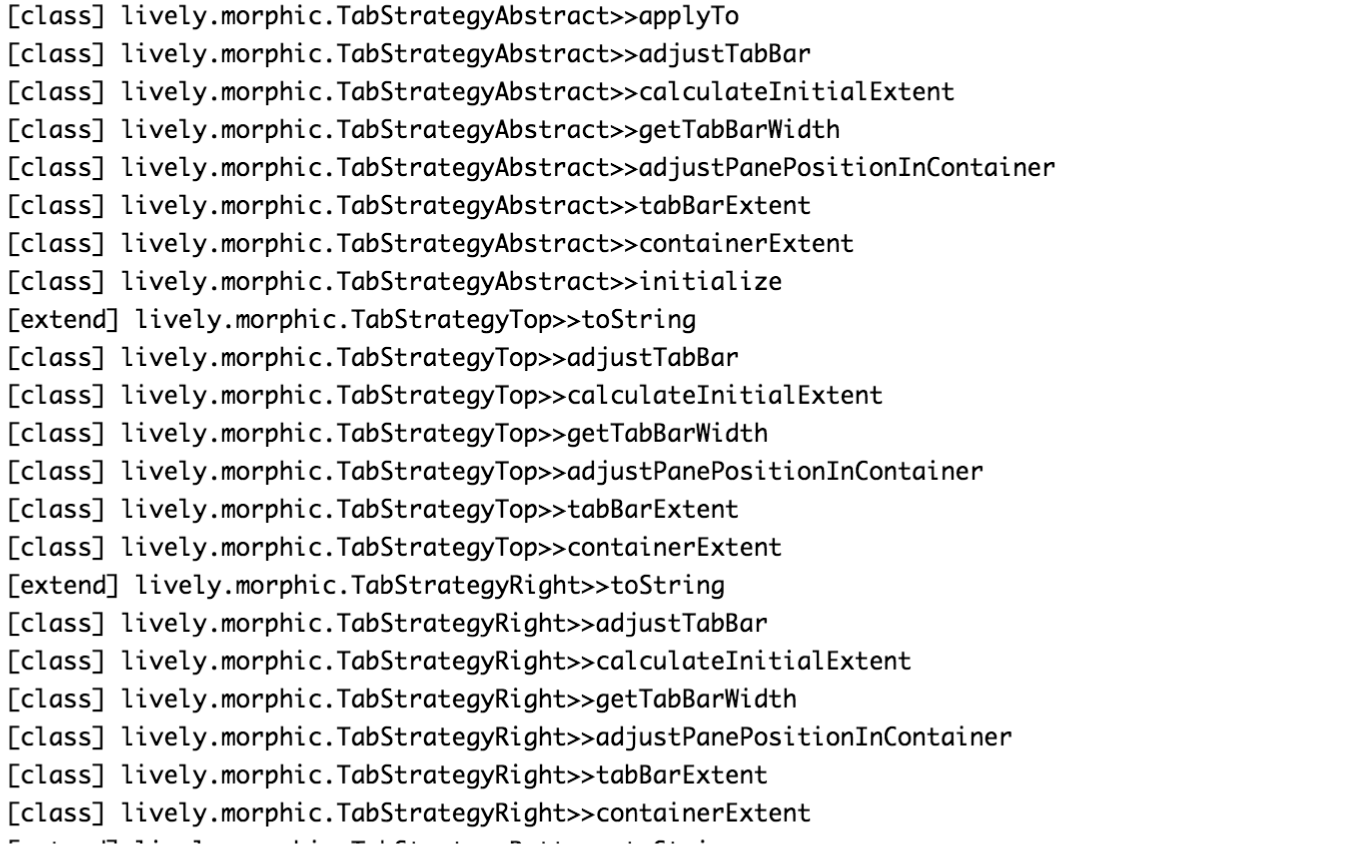 [class] lively.morphic.TabStrategyAbstract>>applyTo
[class] lively.morphic.TabStrategyAbstract>>adjustTabBar
[class] lively.morphic.TabStrategyAbstract>>calculateInitialExtent
[class] lively.morphic.TabStrategyAbstract>>getTabBarWidth
[class] lively.morphic.TabStrategyAbstract>>adjustPanePositionInContainer
[class] lively.morphic.TabStrategyAbstract>>tabBarExtent
[class] lively.morphic.TabStrategyAbstract>>containerExtent
[class] lively.morphic.TabStrategyAbstract>>initialize
[extend] lively.morphic.TabStrategyTop>>toString
[class] lively.morphic.TabStrategyTop>>adjustTabBar
[class] lively.morphic.TabStrategyTop>>calculateInitialExtent
[class] lively.morphic.TabStrategyTop>>getTabBarWidth
[class] lively.morphic.TabStrategyTop>>adjustPanePositionInContainer
[class] lively.morphic.TabStrategyTop>>tabBarExtent
[class] lively.morphic.TabStrategyTop>>containerExtent
[extend] lively.morphic.TabStrategyRight>>toString
[class] lively.morphic.TabStrategyRight>>adjustTabBar
[class] lively.morphic.TabStrategyRight>>calculateInitialExtent
[class] lively.morphic.TabStrategyRight>>getTabBarWidth
[class] lively.morphic.TabStrategyRight>>adjustPanePositionInContainer
[class] lively.morphic.TabStrategyRight>>tabBarExtent
[class] lively.morphic.TabStrategyRight>>containerExtent